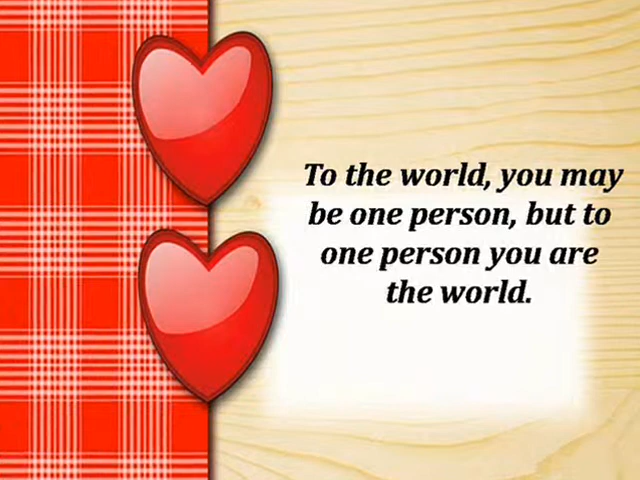 To the world, you may
be one person, but to
one person you are
the world.